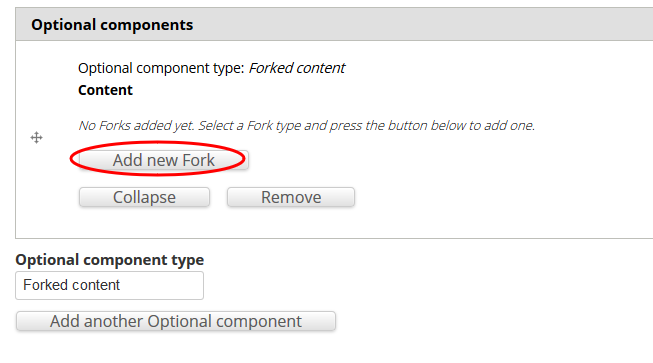 Optional components
Optional component type: Forked content
Content
No Forks added yet. Select a Fork type and press the button below to add one.
Add new Fork
Collapse Remove
Optional component type
Forked content
Add another Optional component